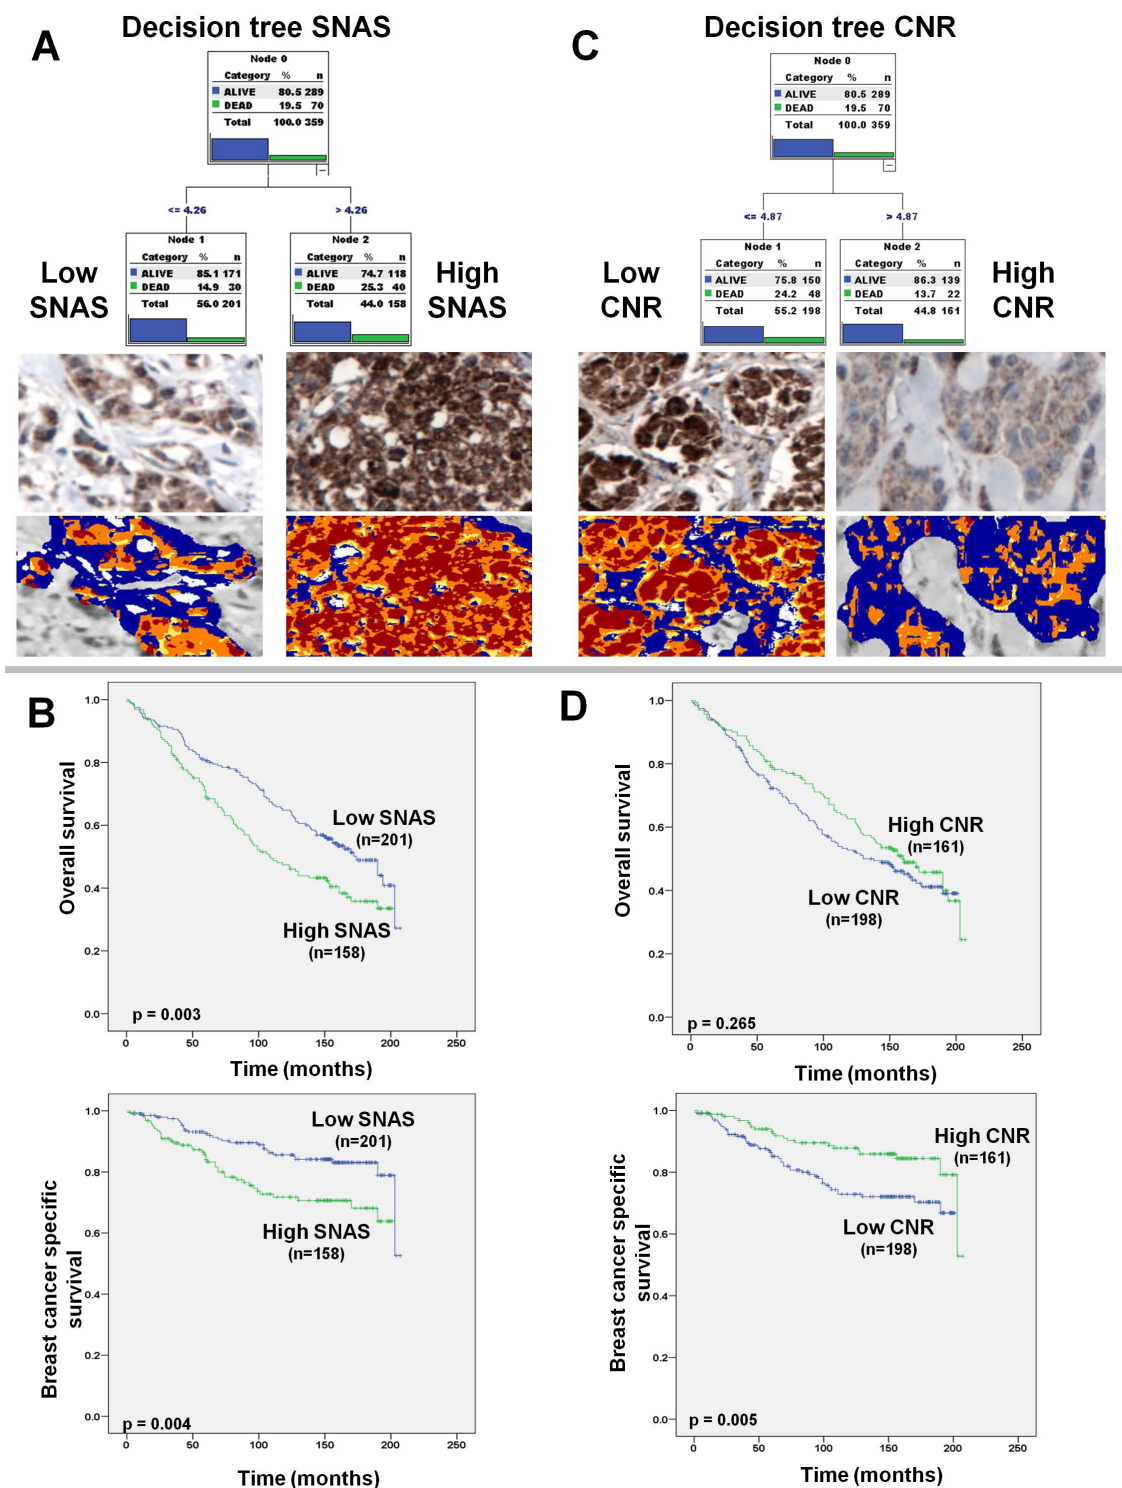 Decision tree SNAS
A
Node 0
Category % n
ALIVE 80.5 289
DEAD 19.5 70
Total 100.0 359
<= 4.26
> 4.26
Low
SNAS
Node 1
Category % n
ALIVE 85.1 171
DEAD 14.9 30
Total 56.0 201
Node 2
Category % n
ALIVE 74.7 118
DEAD 25.3 40
Total 44.0 158
High
SNAS
Decision tree CNR
C
Node 0
Category % n
ALIVE 80.5 289
DEAD 19.5 70
Total 100.0 359
<= 4.87
> 4.87
Low
CNR
Node 1
Category % n
ALIVE 75.8 150
DEAD 24.2 48
Total 55.2 198
Node 2
Category % n
ALIVE 86.3 139
DEAD 13.7 22
Total 44.8 161
High
CNR
B
Overall survival
1.0
0.8
0.6
0.4
0.2
0.0
Low SNAS
(n=201)
High SNAS
(n=158)
p = 0.003
0 50 100 150 200 250
Time (months)
Breast cancer specific
survival
1.0
0.8
0.6
0.4
0.2
0.0
Low SNAS
(n=201)
High SNAS
(n=158)
p = 0.004
0 50 100 150 200 250
Time (months)
D
Overall survival
1.0
0.8
0.6
0.4
0.2
0.0
High CNR
(n=161)
Low CNR
(n=198)
p = 0.265
0 50 100 150 200 250
Time (months)
Breast cancer specific
survival
1.0
0.8
0.6
0.4
0.2
0.0
High CNR
(n=161)
Low CNR
(n=198)
p = 0.005
0 50 100 150 200 250
Time (months)